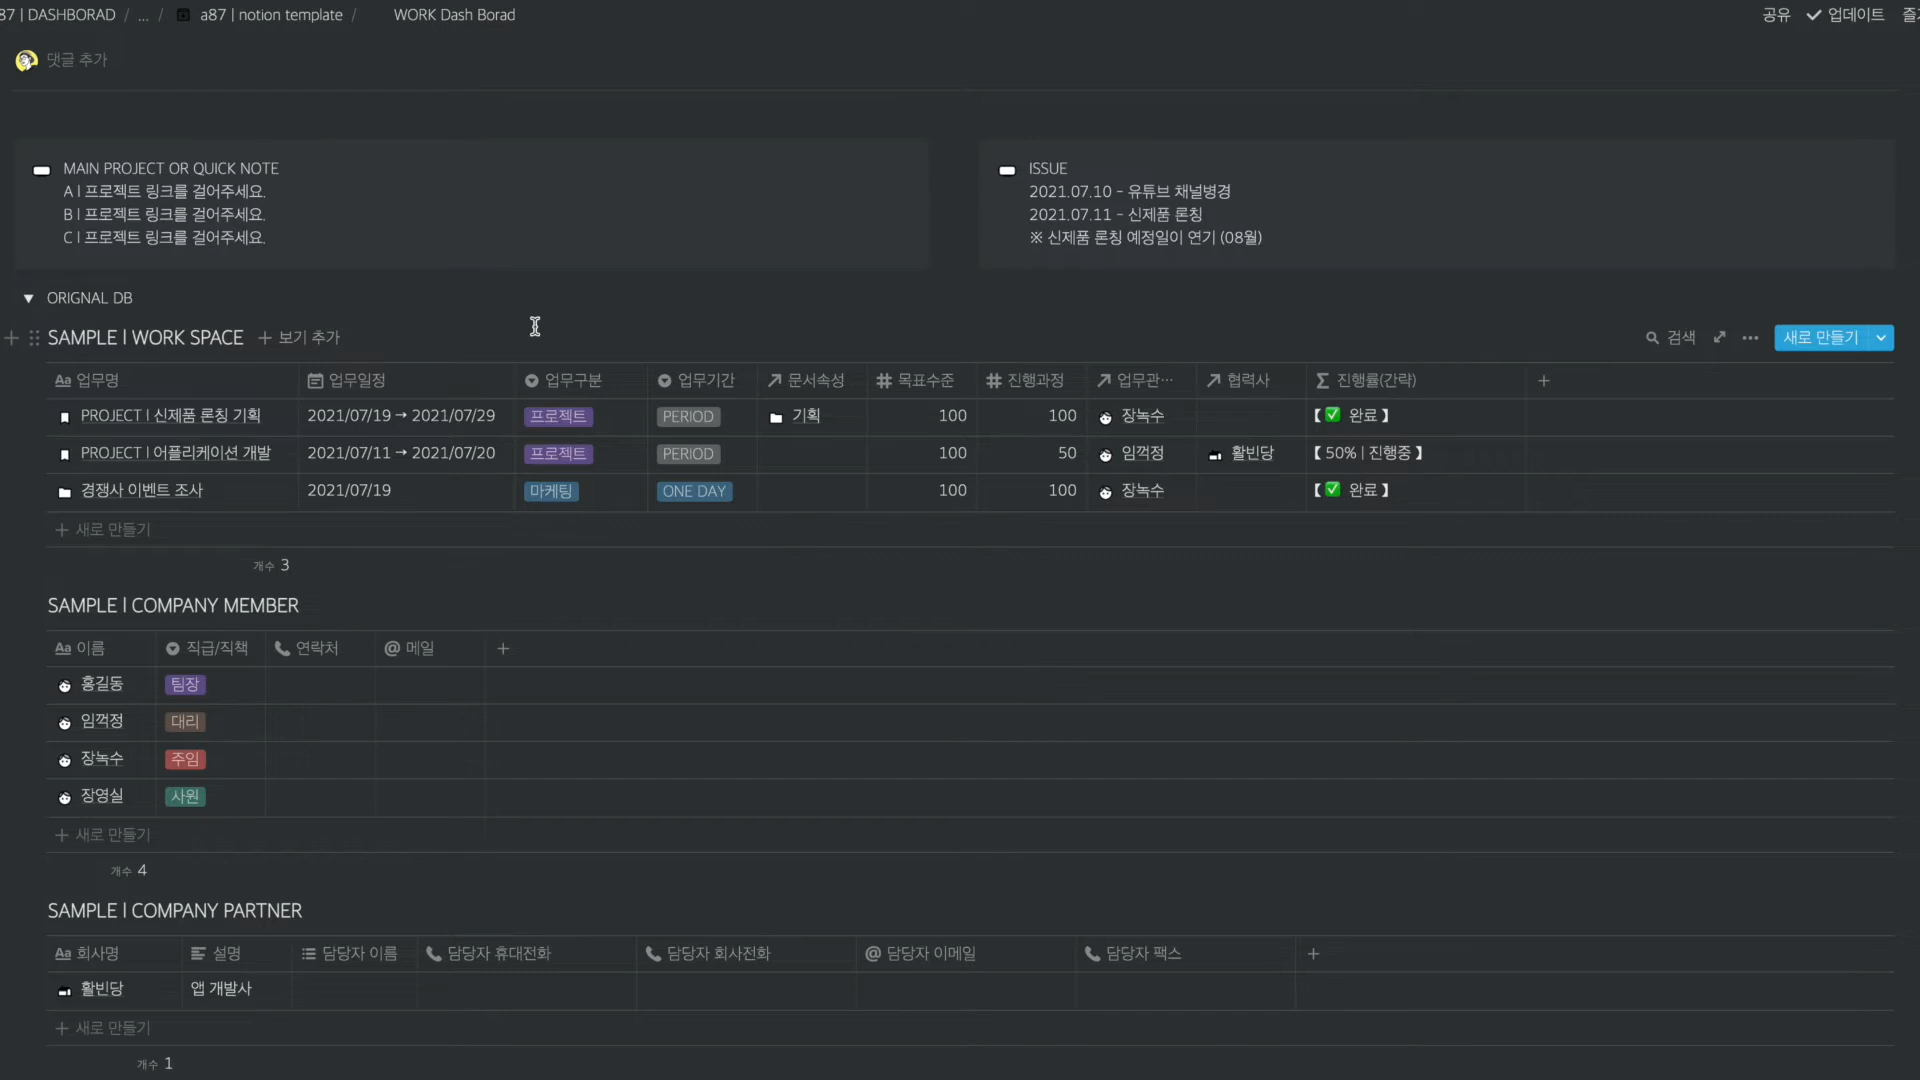 87 | DASHBORAD / ... / a87 | notion template / WORK Dash Borad 공유 업데이트
댓글 추가
MAIN PROJECT OR QUICK NOTE
A | 프로젝트 링크를 걸어주세요.
B | 프로젝트 링크를 걸어주세요.
C | 프로젝트 링크를 걸어주세요.
ISSUE
2021.07.10 - 유튜브 채널병경
2021.07.11 - 신제품 론칭
※ 신제품 론칭 예정일이 연기 (08월)
ORIGNAL DB
SAMPLE | WORK SPACE + 보기 추가 검색 새로 만들기
Aa 업무명 업무일정 업무구분 업무기간 문서속성 목표수준 진행과정 업무관… 협력사 진행률(간략)
PROJECT | 신제품 론칭 기획 2021/07/19 → 2021/07/29 프로젝트 PERIOD 기획 100 100 장녹수 【✅ 완료】
PROJECT | 어플리케이션 개발 2021/07/11 → 2021/07/20 프로젝트 PERIOD 100 50 임꺽정 활빈당 【50% | 진행중】
경쟁사 이벤트 조사 2021/07/19 마케팅 ONE DAY 100 100 장녹수 【✅ 완료】
+ 새로 만들기
개수 3
SAMPLE | COMPANY MEMBER
Aa 이름 직급/직책 연락처 @ 메일 +
홍길동 팀장
임꺽정 대리
장녹수 주임
장영실 사원
+ 새로 만들기
개수 4
SAMPLE | COMPANY PARTNER
Aa 회사명 설명 담당자 이름 담당자 휴대전화 담당자 회사전화 @ 담당자 이메일 담당자 팩스 +
활빈당 앱 개발사
+ 새로 만들기
개수 1